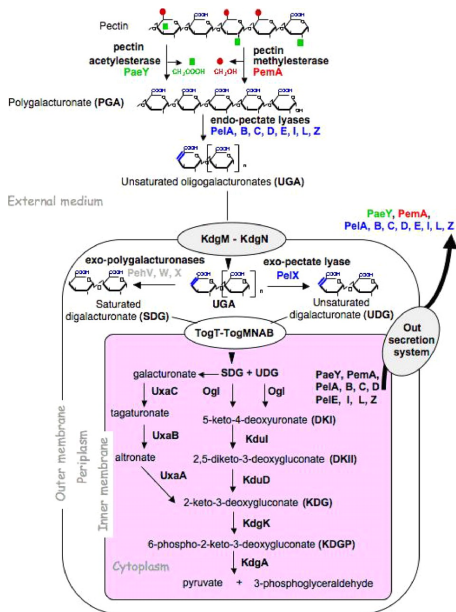 Pectin
pectin
acetylesterase
PaeY
CH₃COOH
CH₃OH
pectin
methylesterase
PemA
Polygalacturonate (PGA)
endo-pectate lyases
PelA, B, C, D, E, I, L, Z
n
Unsaturated oligogalacturonates (UGA)
External medium
PaeY, PemA,
PelA, B, C, D, E, I, L, Z
KdgM - KdgN
exo-polygalacturonases
PehV, W, X
exo-pectate lyase
PelX
n
Saturated
digalacturonate (SDG)
UGA
Unsaturated
digalacturonate (UDG)
TogT-TogMNAB
Out
secretion
system
galacturonate
SDG + UDG
PaeY, PemA,
PelA, B, C, D
PelE, I, L, Z
UxaC
Ogl
Ogl
tagaturonate
5-keto-4-deoxyuronate (DKI)
UxaB
KduI
altronate
2,5-diketo-3-deoxygluconate (DKII)
UxaA
KduD
2-keto-3-deoxygluconate (KDG)
KdgK
6-phospho-2-keto-3-deoxygluconate (KDGP)
KdgA
pyruvate + 3-phosphoglyceraldehyde
Outer membrane
Periplasm
Inner membrane
Cytoplasm